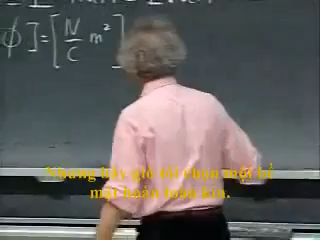 φ]=[N/C m²]
Nhưng bây giờ tôi chọn một bề
mặt hoàn toàn kín.